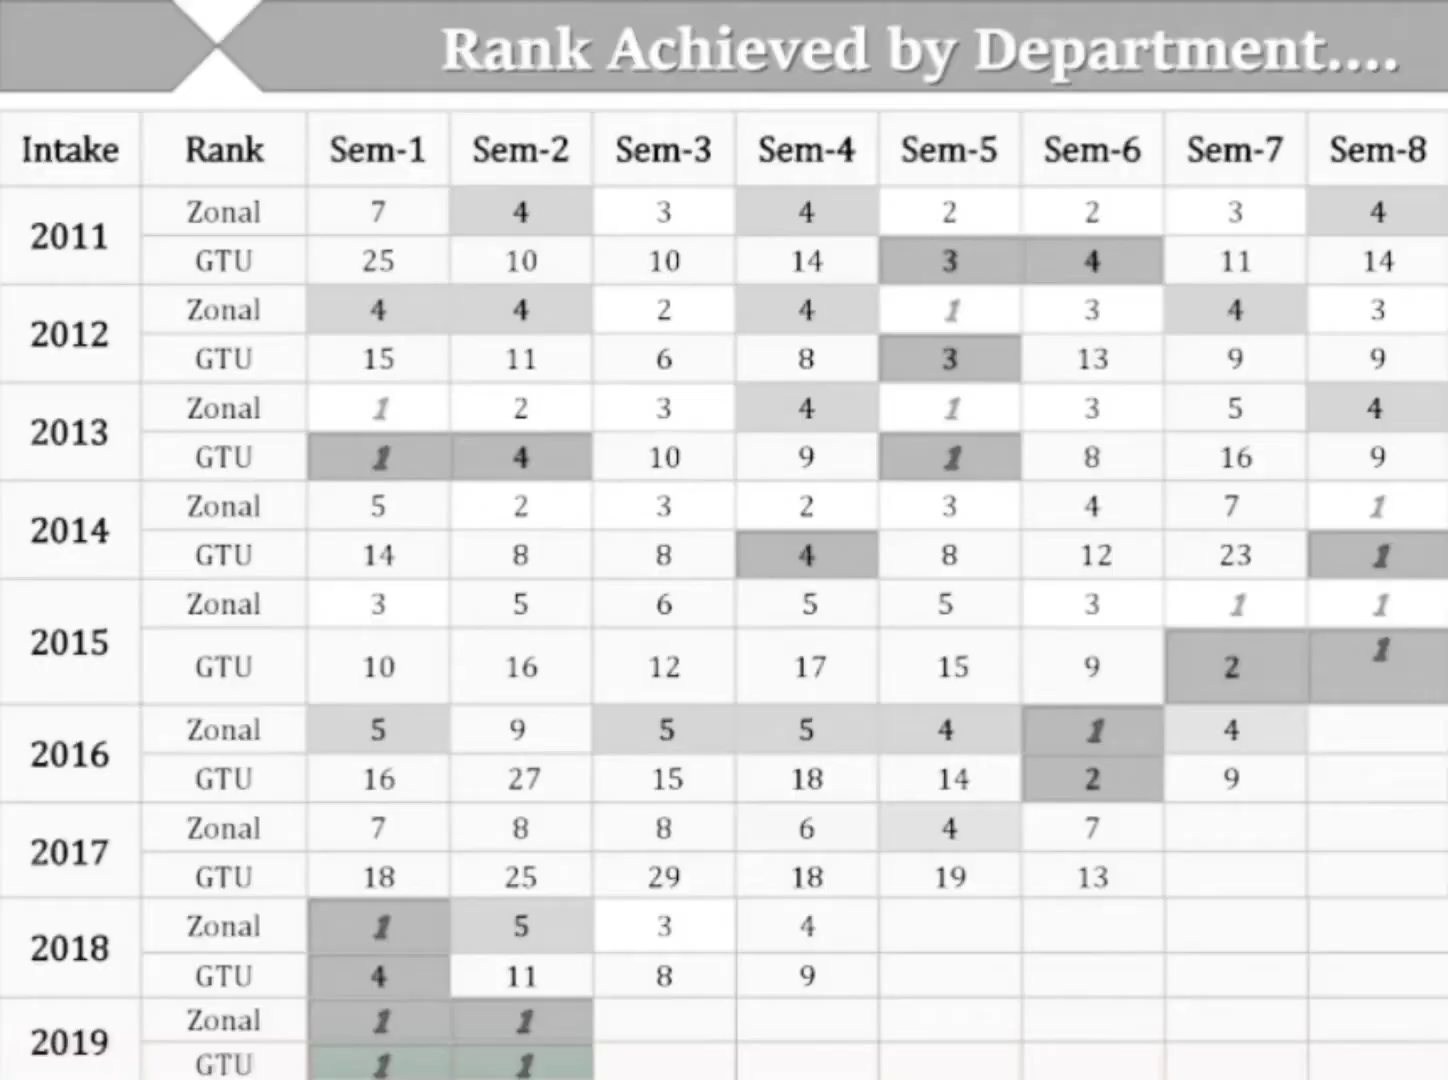 Rank Achieved by Department....
Intake Rank Sem-1 Sem-2 Sem-3 Sem-4 Sem-5 Sem-6 Sem-7 Sem-8
2011 Zonal 7 4 3 4 2 2 3 4
GTU 25 10 10 14 3 4 11 14
2012 Zonal 4 4 2 4 1 3 4 3
GTU 15 11 6 8 3 13 9 9
2013 Zonal 1 2 3 4 1 3 5 4
GTU 1 4 10 9 1 8 16 9
2014 Zonal 5 2 3 2 3 4 7 1
GTU 14 8 8 4 8 12 23 1
2015 Zonal 3 5 6 5 5 3 1 1
GTU 10 16 12 17 15 9 2 1
2016 Zonal 5 9 5 5 4 1 4
GTU 16 27 15 18 14 2 9
2017 Zonal 7 8 8 6 4 7
GTU 18 25 29 18 19 13
2018 Zonal 1 5 3 4
GTU 4 11 8 9
2019 Zonal 1 1
GTU 1 1